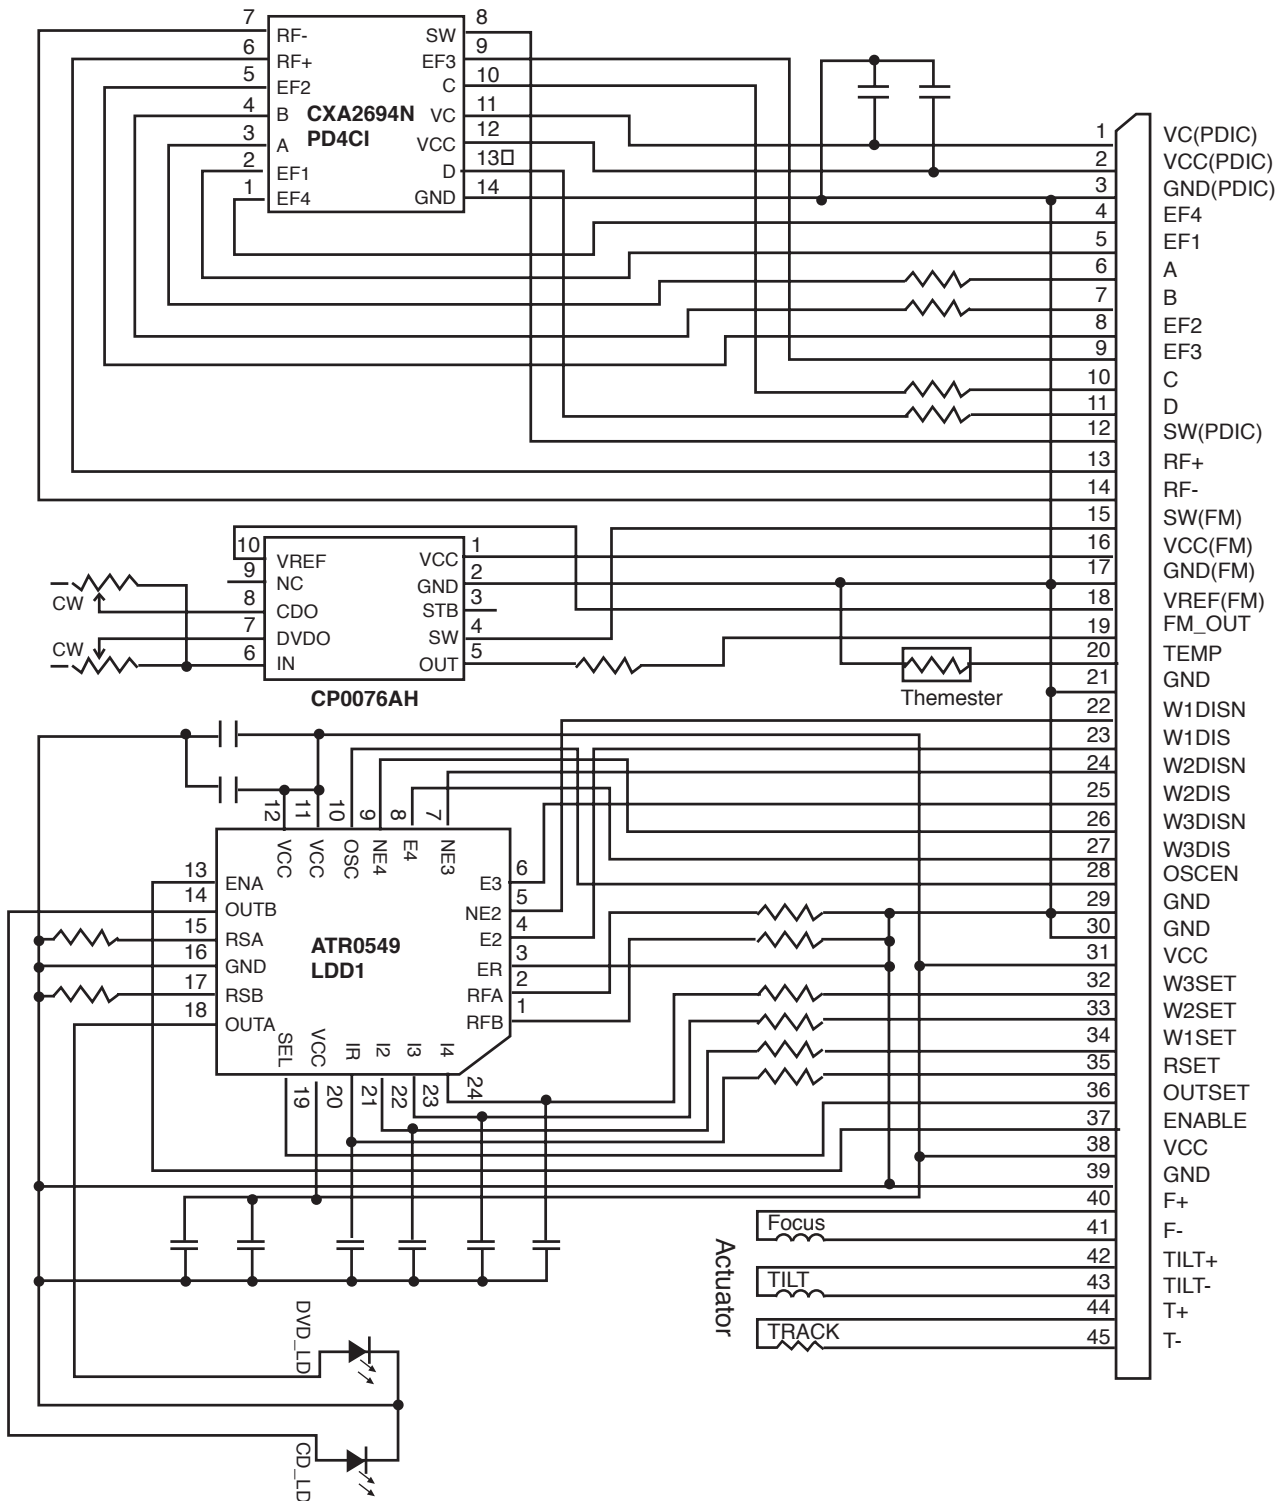 7
RF-
6
RF+
5
EF2
4
B
3
A
2
EF1
1
EF4
CXA2694N
PD4CI
8
SW
9
EF3
10
C
11
VC
12
VCC
13□
D
14
GND
1 VC(PDIC)
2 VCC(PDIC)
3 GND(PDIC)
4 EF4
5 EF1
6 A
7 B
8 EF2
9 EF3
10 C
11 D
12 SW(PDIC)
13 RF+
14 RF-
15 SW(FM)
16 VCC(FM)
17 GND(FM)
18 VREF(FM)
19 FM_OUT
20 TEMP
21 GND
22 W1DISN
23 W1DIS
24 W2DISN
25 W2DIS
26 W3DISN
27 W3DIS
28 OSCEN
29 GND
30 GND
31 VCC
32 W3SET
33 W2SET
34 W1SET
35 RSET
36 OUTSET
37 ENABLE
38 VCC
39 GND
40 F+
41 F-
42 TILT+
43 TILT-
44 T+
45 T-
CW
CW
10 VREF
9 NC
8 CDO
7 DVDO
6 IN
VCC 1
GND 2
STB 3
SW 4
OUT 5
CP0076AH
Themester
12 VCC
11 VCC
10 OSC
9 NE4
8 E4
7 NE3
13 ENA
14 OUTB
15 RSA
16 GND
17 RSB
18 OUTA
ATR0549
LDD1
E3 6
NE2 5
E2 4
ER 3
RFA 2
RFB 1
SEL 19
VCC 20
IR 21
I2 22
I3 23
I4 24
Actuator
Focus
TILT
TRACK
DVD_LD
CD_LD